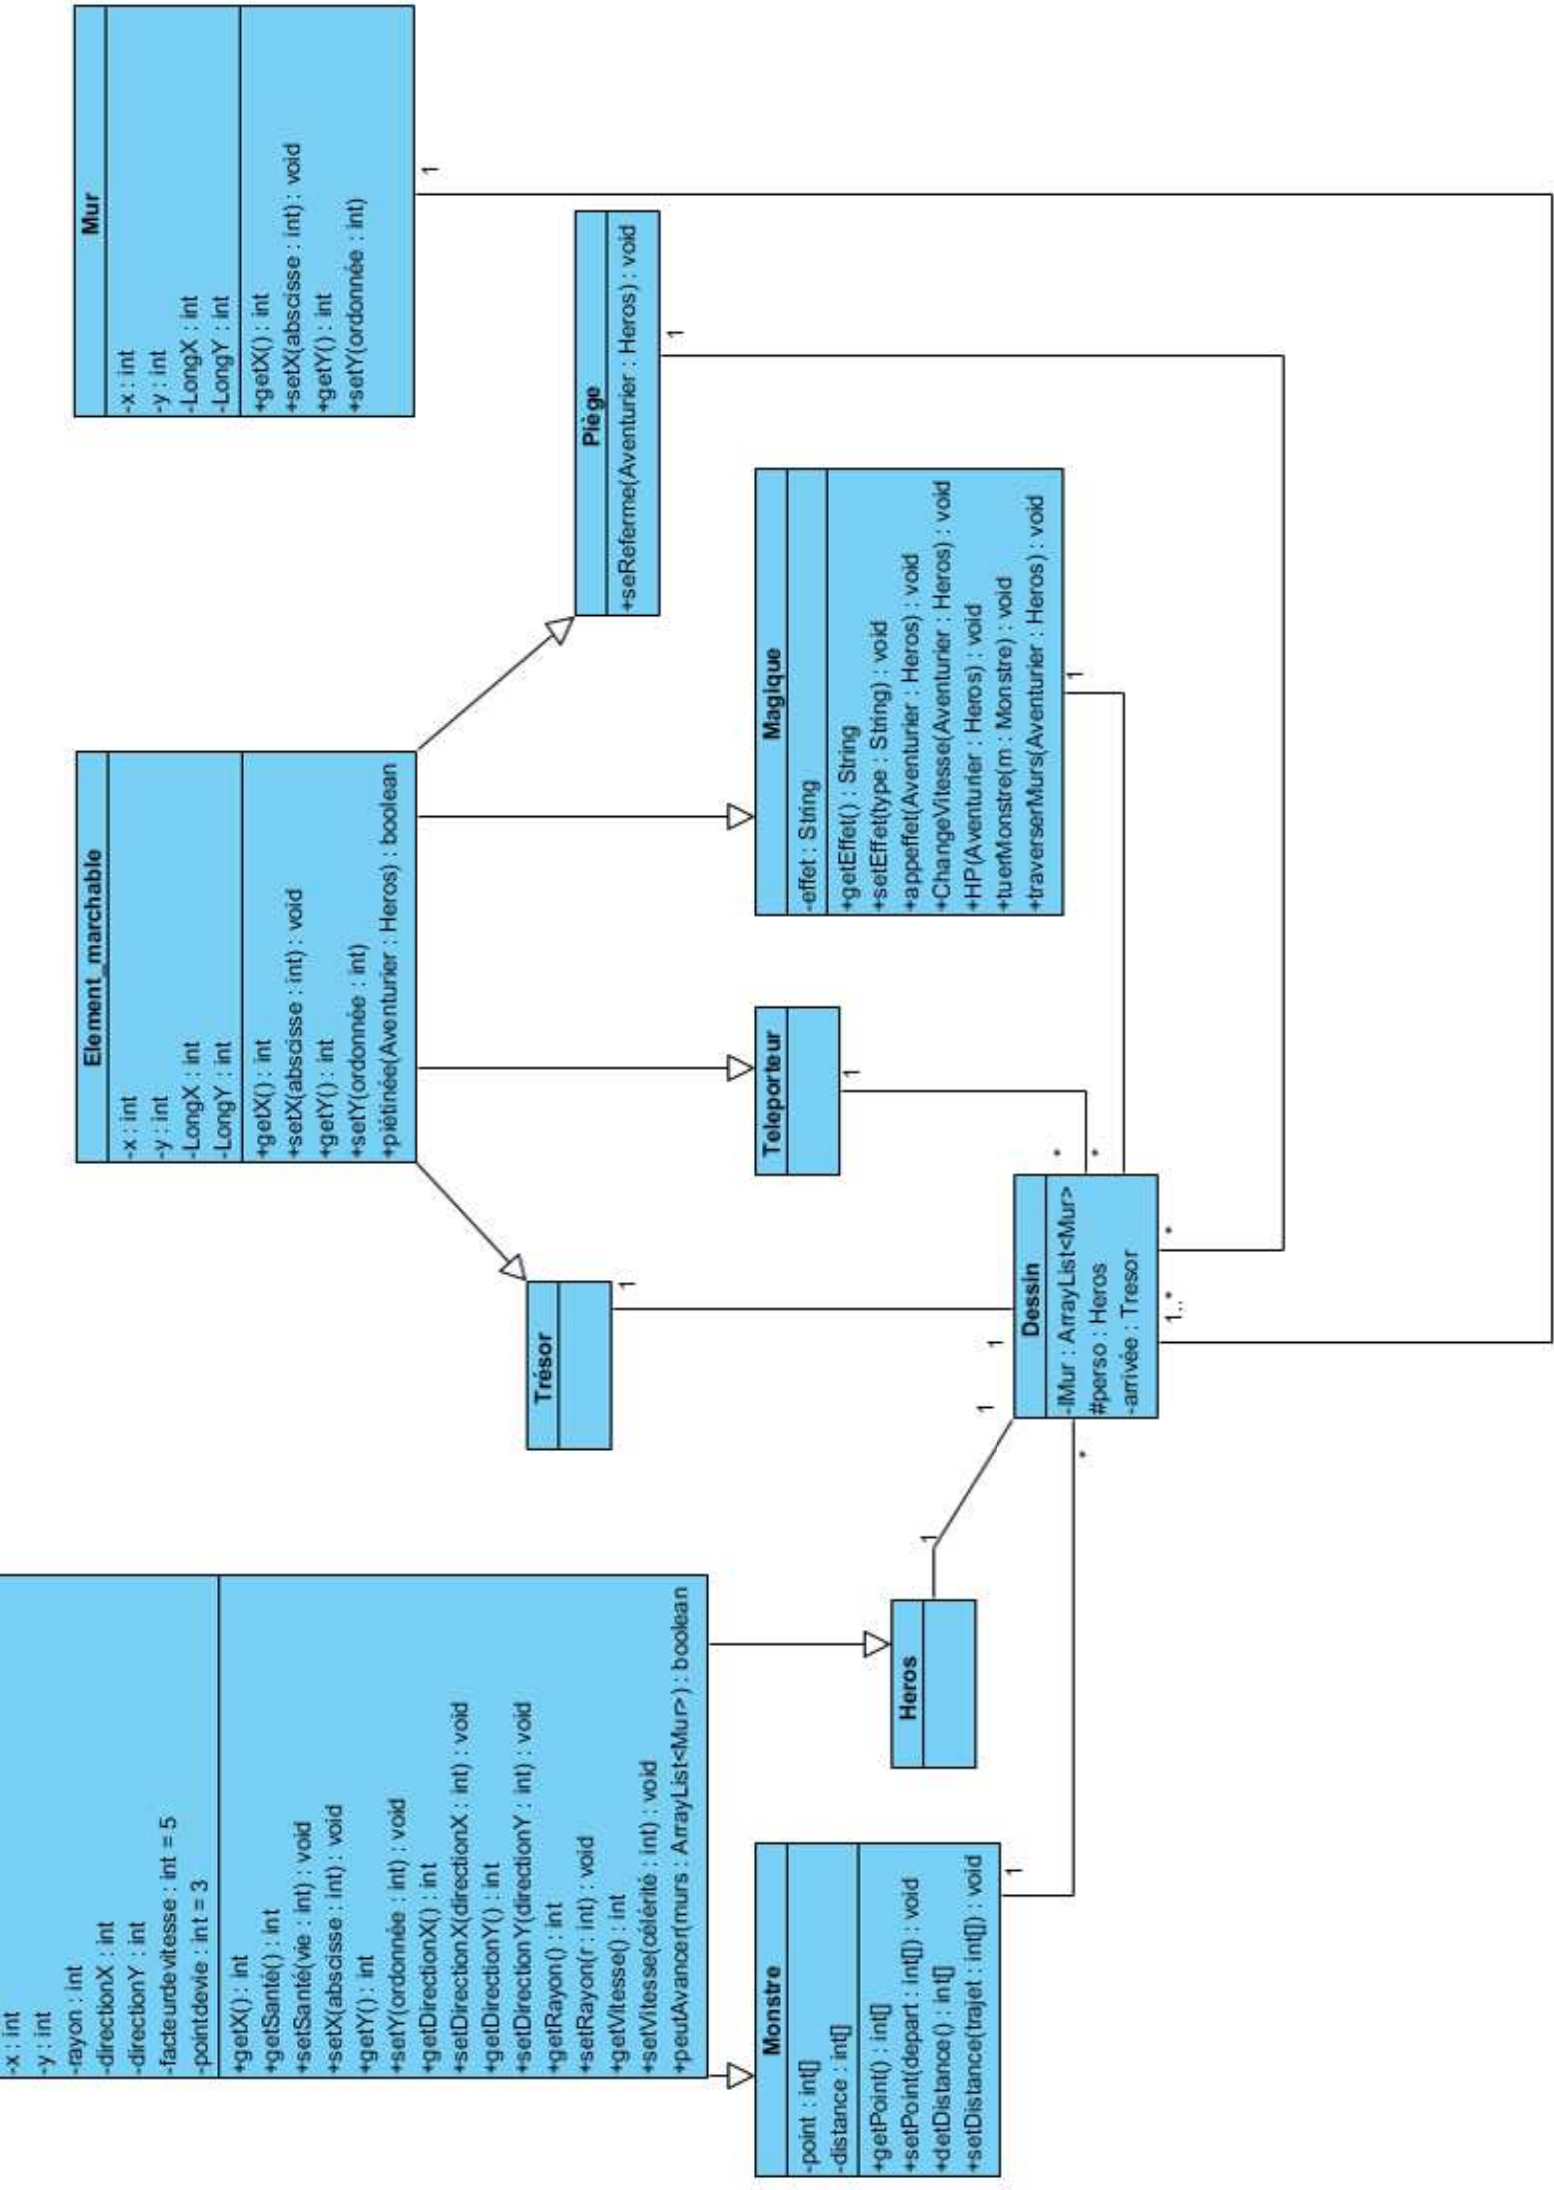 -x : int
-y : int
-rayon : int
-directionX : int
-directionY : int
-facteurdevitesse : int = 5
-pointdevie : int = 3
+getX() : int
+getSanté() : int
+setSanté(vie : int) : void
+setX(abscisse : int) : void
+getY() : int
+setY(ordonnée : int) : void
+getDirectionX() : int
+setDirectionX(directionX : int) : void
+getDirectionY() : int
+setDirectionY(directionY : int) : void
+getRayon() : int
+setRayon(r : int) : void
+getVitesse() : int
+setVitesse(célérité : int) : void
+peutAvancer(murs : ArrayList<Mur>) : boolean
Monstre
-point : int[]
-distance : int[]
+getPoint() : int[]
+setPoint(depart : int[]) : void
+detDistance() : int[]
+setDistance(trajet : int[]) : void
1
Heros
1
Element_marchable
-x : int
-y : int
-LongX : int
-LongY : int
+getX() : int
+setX(abscisse : int) : void
+getY() : int
+setY(ordonnée : int)
+piétinée(Aventurier : Heros) : boolean
Trésor
1
Teleporteur
1
Magique
-effet : String
+getEffet() : String
+setEffet(type : String) : void
+appeffet(Aventurier : Heros) : void
+ChangeVitesse(Aventurier : Heros) : void
+HP(Aventurier : Heros) : void
+tuerMonstre(m : Monstre) : void
+traverserMurs(Aventurier : Heros) : void
1
Piège
+seReferme(Aventurier : Heros) : void
1
Mur
-x : int
-y : int
-LongX : int
-LongY : int
+getX() : int
+setX(abscisse : int) : void
+getY() : int
+setY(ordonnée : int)
1
1
1
Dessin
-lMur : ArrayList<Mur>
#perso : Heros
-arrivée : Tresor
*
*
*
*
1..*